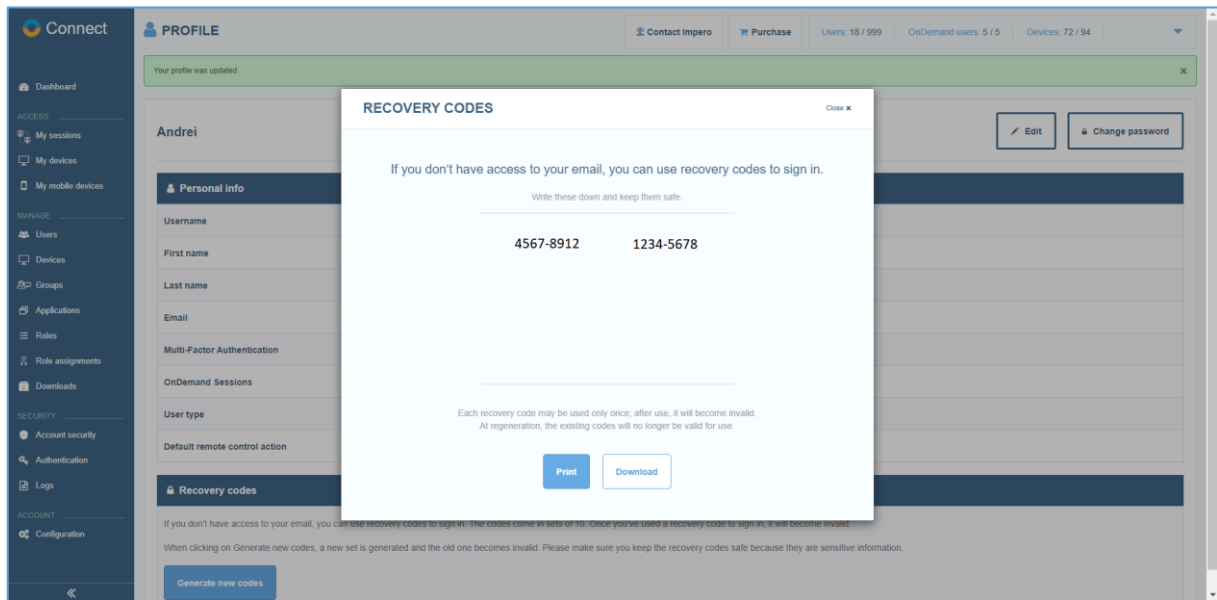 Connect
PROFILE
Contact Impero
Purchase
Users: 18 / 999
OnDemand users: 5 / 5
Devices: 72 / 94
Your profile was updated
Dashboard
ACCESS
My sessions
My devices
My mobile devices
MANAGE
Users
Devices
Groups
Applications
Roles
Role assignments
Downloads
SECURITY
Account security
Authentication
Logs
ACCOUNT
Configuration
Andrei
Edit
Change password
Personal info
Username
First name
Last name
Email
Multi-Factor Authentication
OnDemand Sessions
User type
Default remote control action
RECOVERY CODES
Close
If you don't have access to your email, you can use recovery codes to sign in.
Write these down and keep them safe.
4567-8912 1234-5678
Each recovery code may be used only once; after use, it will become invalid.
At regeneration, the existing codes will no longer be valid for use.
Print
Download
Recovery codes
If you don't have access to your email, you can use recovery codes to sign in. The codes come in sets of 10. Once you've used a recovery code to sign in, it will become invalid.
When clicking on Generate new codes, a new set is generated and the old one becomes invalid. Please make sure you keep the recovery codes safe because they are sensitive information.
Generate new codes